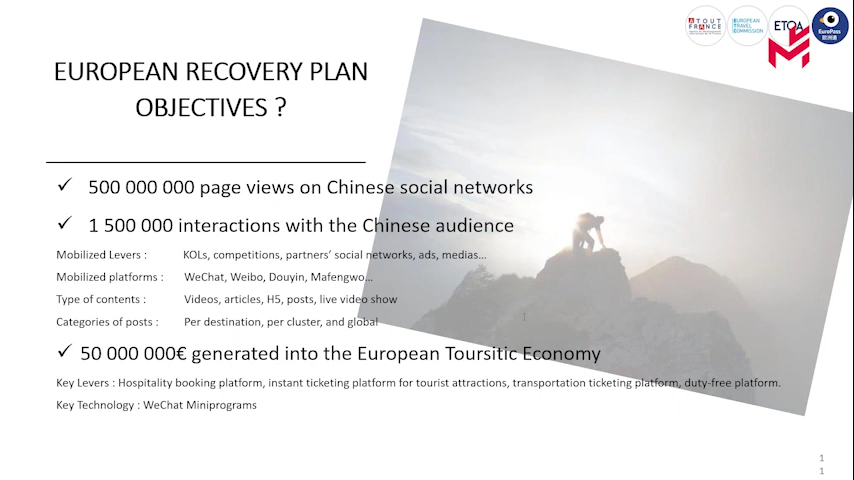 ATOUT
FRANCE
EUROPEAN
TRAVEL
COMMISSION
ETOA
EuroPass
EUROPEAN RECOVERY PLAN
OBJECTIVES ?
✓ 500 000 000 page views on Chinese social networks
✓ 1 500 000 interactions with the Chinese audience
Mobilized Levers : KOLs, competitions, partners’ social networks, ads, medias…
Mobilized platforms : WeChat, Weibo, Douyin, Mafengwo…
Type of contents : Videos, articles, H5, posts, live video show
Categories of posts : Per destination, per cluster, and global
✓ 50 000 000€ generated into the European Toursitic Economy
Key Levers : Hospitality booking platform, instant ticketing platform for tourist attractions, transportation ticketing platform, duty-free platform.
Key Technology : WeChat Miniprograms
1
1